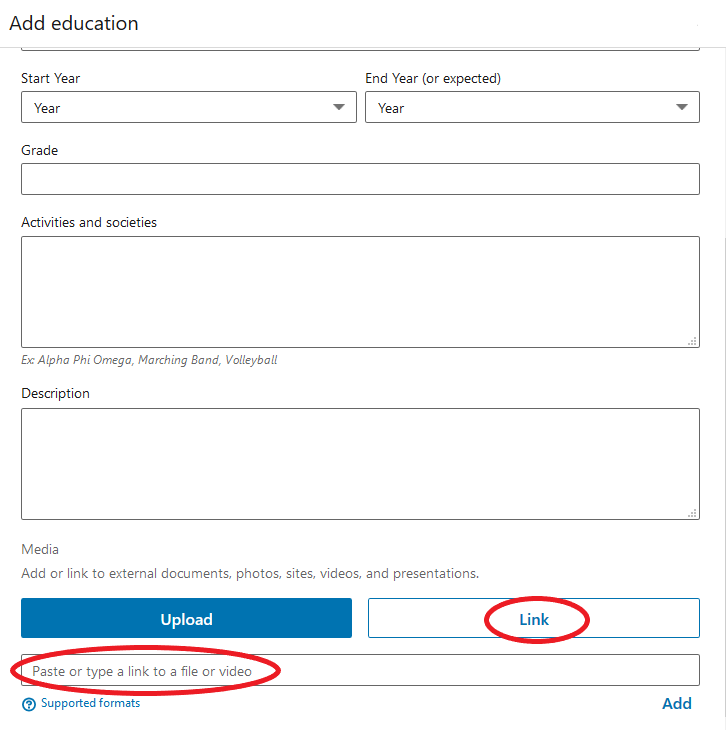 Add education
Start Year
End Year (or expected)
Year
Year
Grade
Activities and societies
Ex: Alpha Phi Omega, Marching Band, Volleyball
Description
Media
Add or link to external documents, photos, sites, videos, and presentations.
Upload
Link
Paste or type a link to a file or video
? Supported formats
Add